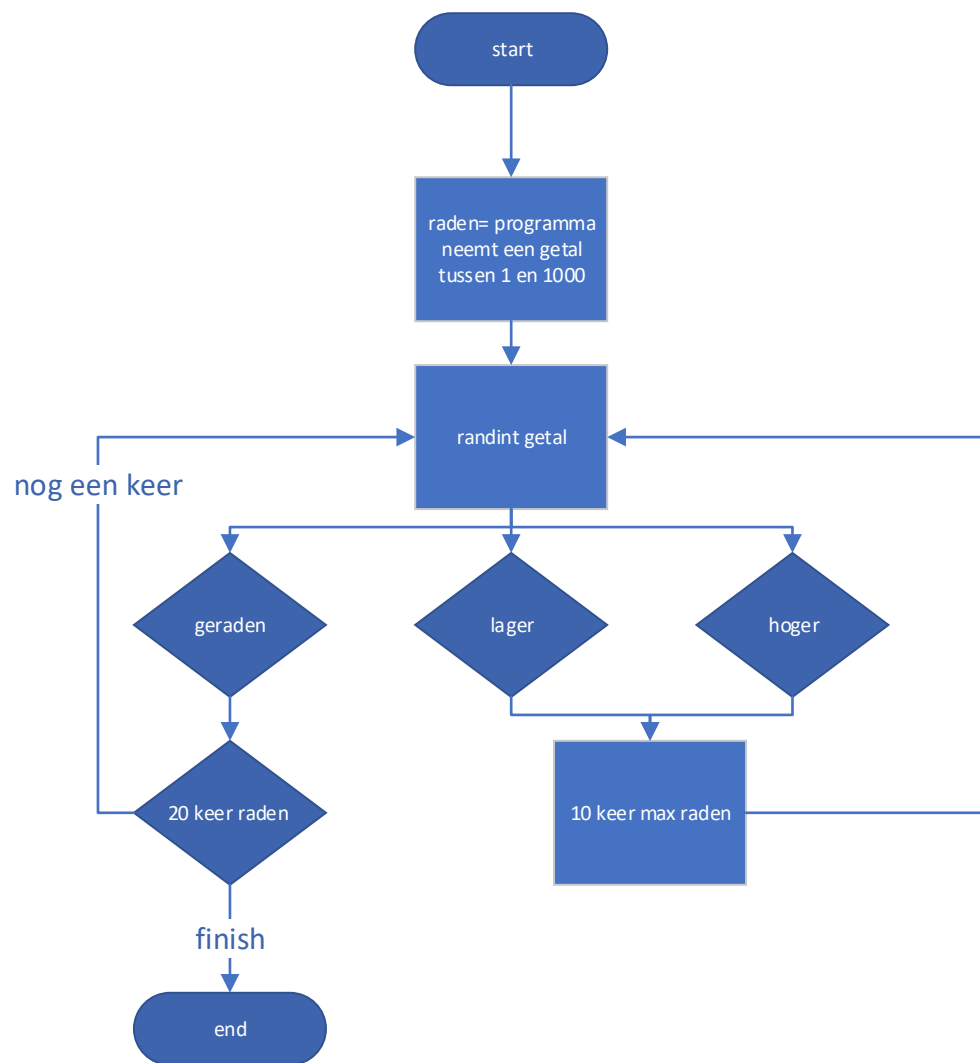 start
raden= programma
neemt een getal
tussen 1 en 1000
randint getal
nog een keer
geraden
lager
hoger
20 keer raden
10 keer max raden
finish
end